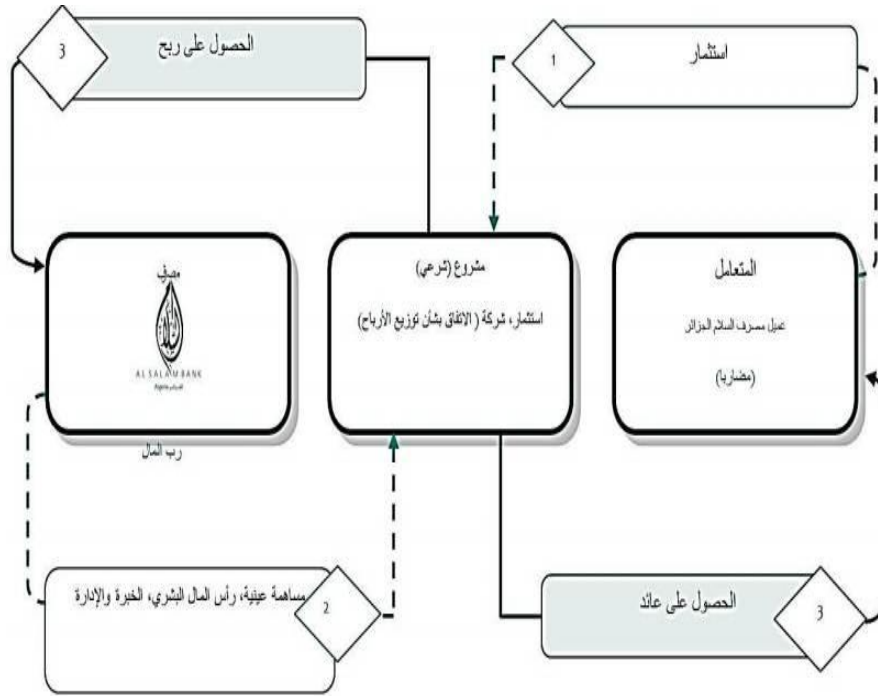 استثمار
1
الحصول على ربح
3
المتعامل
عميل مصرف السلام الجزائر
(مضاربا)
مشروع (شرعي)
استثمار، شركة ( الاتفاق بشأن توزيع الأرباح)
مصرف
السلام
AL SALAM BANK
Algeria
رب المال
مساهمة عينية، رأس المال البشري، الخبرة والإدارة
2
الحصول على عائد
3